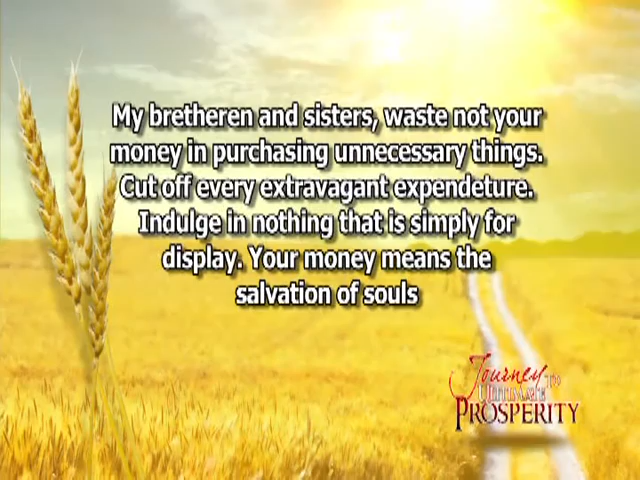 My bretheren and sisters, waste not your
money in purchasing unnecessary things.
Cut off every extravagant expendeture.
Indulge in nothing that is simply for
display. Your money means the
salvation of souls
Journey TO
ULTIMATE
PROSPERITY